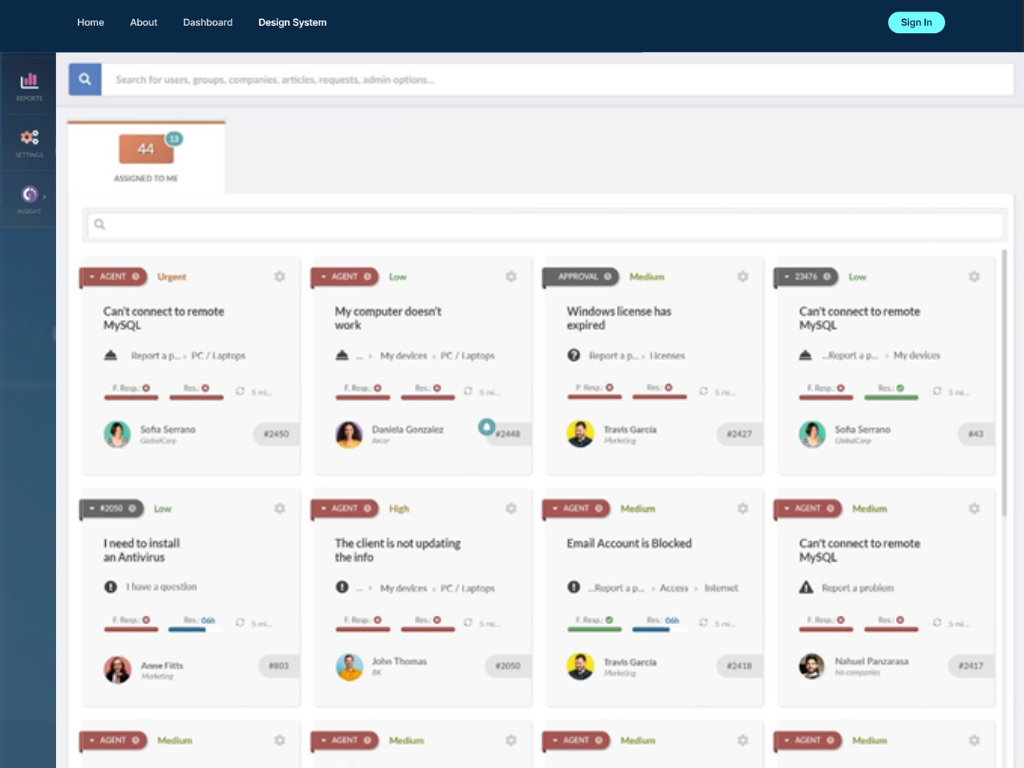 Home About Dashboard Design System Sign In
REPORTS
SETTINGS
INSIGHT
Search for users, groups, companies, articles, requests, admin options...
44 13
ASSIGNED TO ME
AGENT Urgent
Can't connect to remote
MySQL
Report a p... » PC / Laptops
F. Resp.: Res.: 5 mi...
Sofia Serrano
GlobalCorp
#2450
AGENT Low
My computer doesn't
work
... » My devices » PC / Laptops
F. Resp.: Res.: 5 mi...
Daniela Gonzalez
#2448
APPROVAL Medium
Windows license has
expired
Report a p... » Licenses
F. Resp.: Res.: 5 mi...
Travis García
Marketing
#2427
23476 Low
Can't connect to remote
MySQL
...Report a p... » My devices
F. Resp.: Res.: 5 mi...
Sofia Serrano
GlobalCorp
#43
#2050 Low
I need to install
an Antivirus
I have a question
F. Resp.: Res.: 06h 5 mi...
Anne Fitts
Marketing
#803
AGENT High
The client is not updating
the info
... » My devices » PC / Laptops
F. Resp.: Res.: 5 mi...
John Thomas
BK
#2050
AGENT Medium
Email Account is Blocked
...Report a p... » Access » Internet
F. Resp.: Res.: 06h 5 mi...
Travis García
Marketing
#2418
AGENT Medium
Can't connect to remote
MySQL
Report a problem
F. Resp.: Res.: 5 mi...
Nahuel Panzarasa
No companies
#2417
AGENT Medium
AGENT Medium
AGENT Medium
AGENT Medium